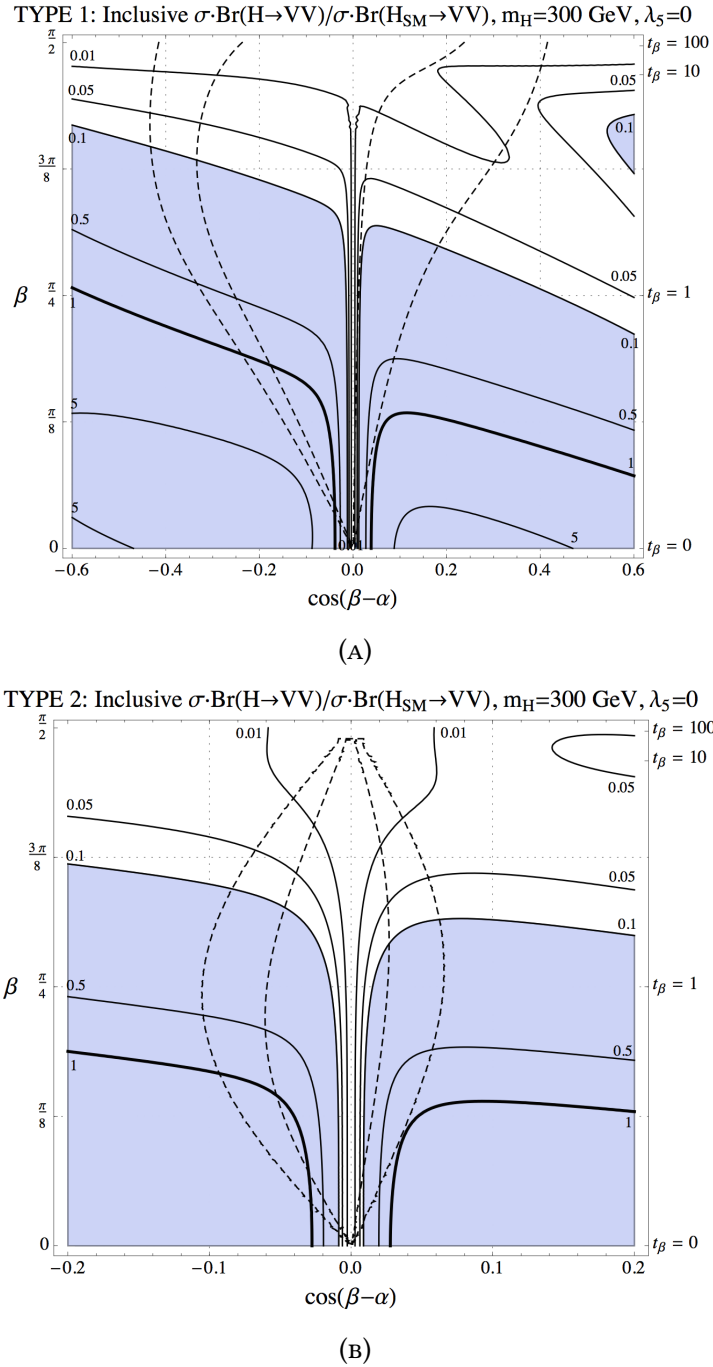 TYPE 1: Inclusive σ·Br(H→VV)/σ·Br(H_SM→VV), m_H=300 GeV, λ_5=0
π/2
0.01
t_β = 100
t_β = 10
0.05
0.05
0.1
0.1
3π/8
0.5
0.05
β
π/4
1
t_β = 1
0.1
0.5
π/8
5
1
5
5
0
t_β = 0
−0.6
−0.4
−0.2
0.0
0.2
0.4
0.6
cos(β−α)
(A)
TYPE 2: Inclusive σ·Br(H→VV)/σ·Br(H_SM→VV), m_H=300 GeV, λ_5=0
π/2
0.01
0.01
t_β = 100
t_β = 10
0.05
0.05
3π/8
0.1
0.05
0.1
β
π/4
0.5
t_β = 1
0.5
1
π/8
1
0
t_β = 0
−0.2
−0.1
0.0
0.1
0.2
cos(β−α)
(B)